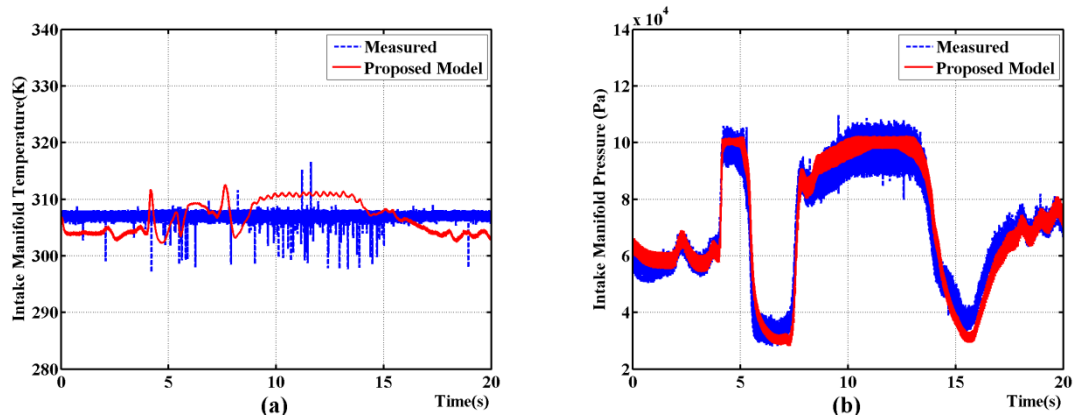 340
330
320
310
300
290
280
Intake Manifold Temperature(K)
Measured
Proposed Model
0 5 10 15 20
(a)
Time(s)
x 10⁴
14
12
10
8
6
4
2
Intake Manifold Pressure (Pa)
Measured
Proposed Model
0 5 10 15 20
(b)
Time(s)